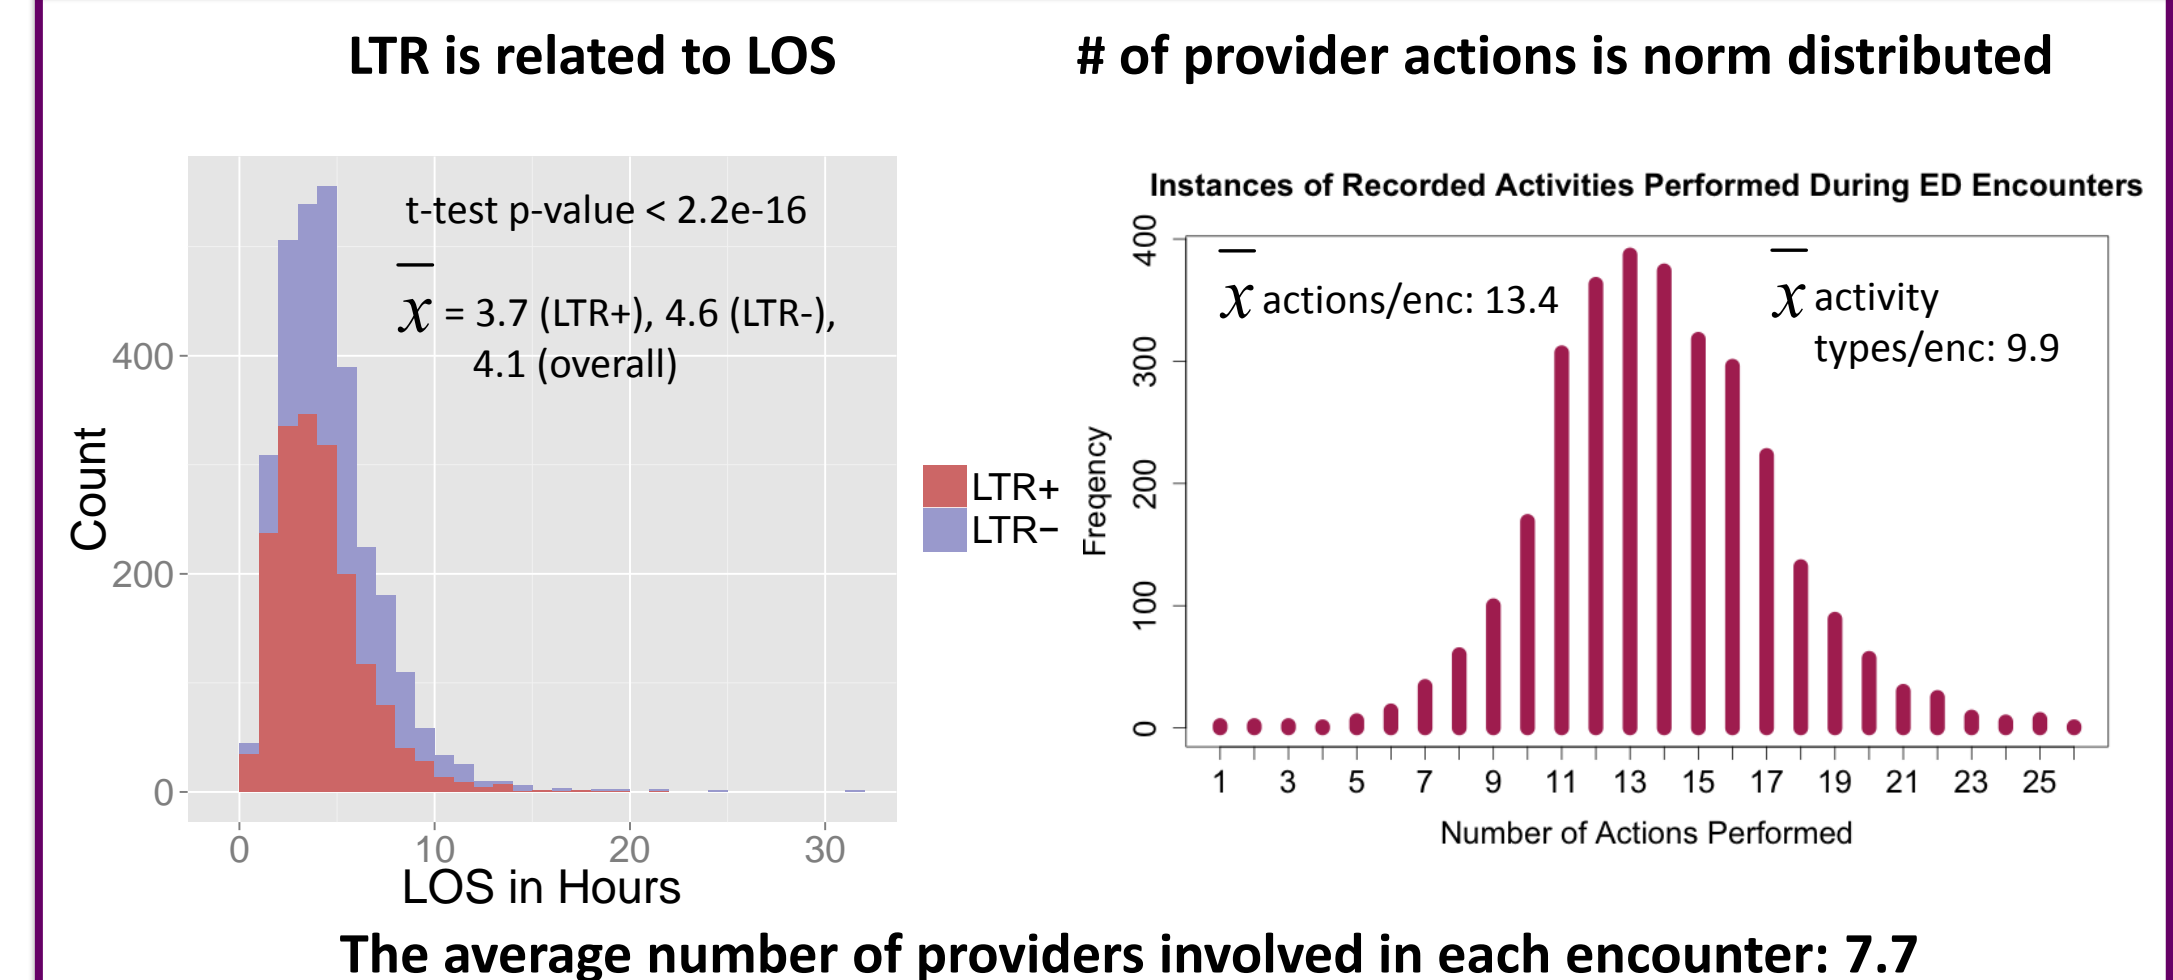 LTR is related to LOS
# of provider actions is norm distributed
t-test p-value < 2.2e-16
x = 3.7 (LTR+), 4.6 (LTR-),
4.1 (overall)
Count
400
200
0
0 10 20 30
LOS in Hours
LTR+
LTR−
Instances of Recorded Activities Performed During ED Encounters
x actions/enc: 13.4
x activity
types/enc: 9.9
Freqency
400
300
200
100
0
1 3 5 7 9 11 13 15 17 19 21 23 25
Number of Actions Performed
The average number of providers involved in each encounter: 7.7